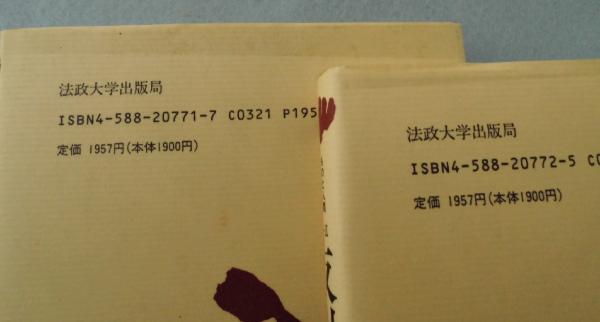 法政大学出版局
ISBN4-588-20771-7 C0321 P195
定価 1957円(本体1900円)
法政大学出版局
ISBN4-588-20772-5 C0
定価 1957円(本体1900円)